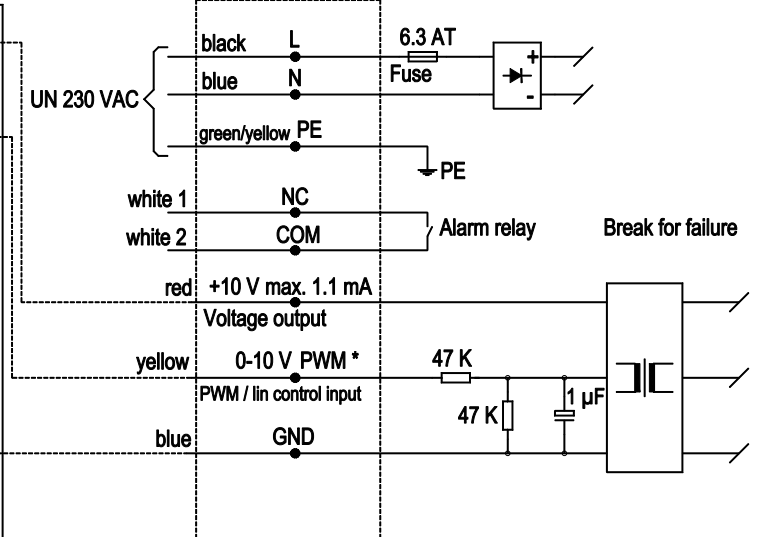 black L 6.3 AT
blue N Fuse
+
-
UN 230 VAC
green/yellow PE
PE
white 1 NC
white 2 COM
Alarm relay
Break for failure
red +10 V max. 1.1 mA
Voltage output
yellow 0-10 V PWM *
PWM / lin control input
47 K
47 K
1 µF
blue GND